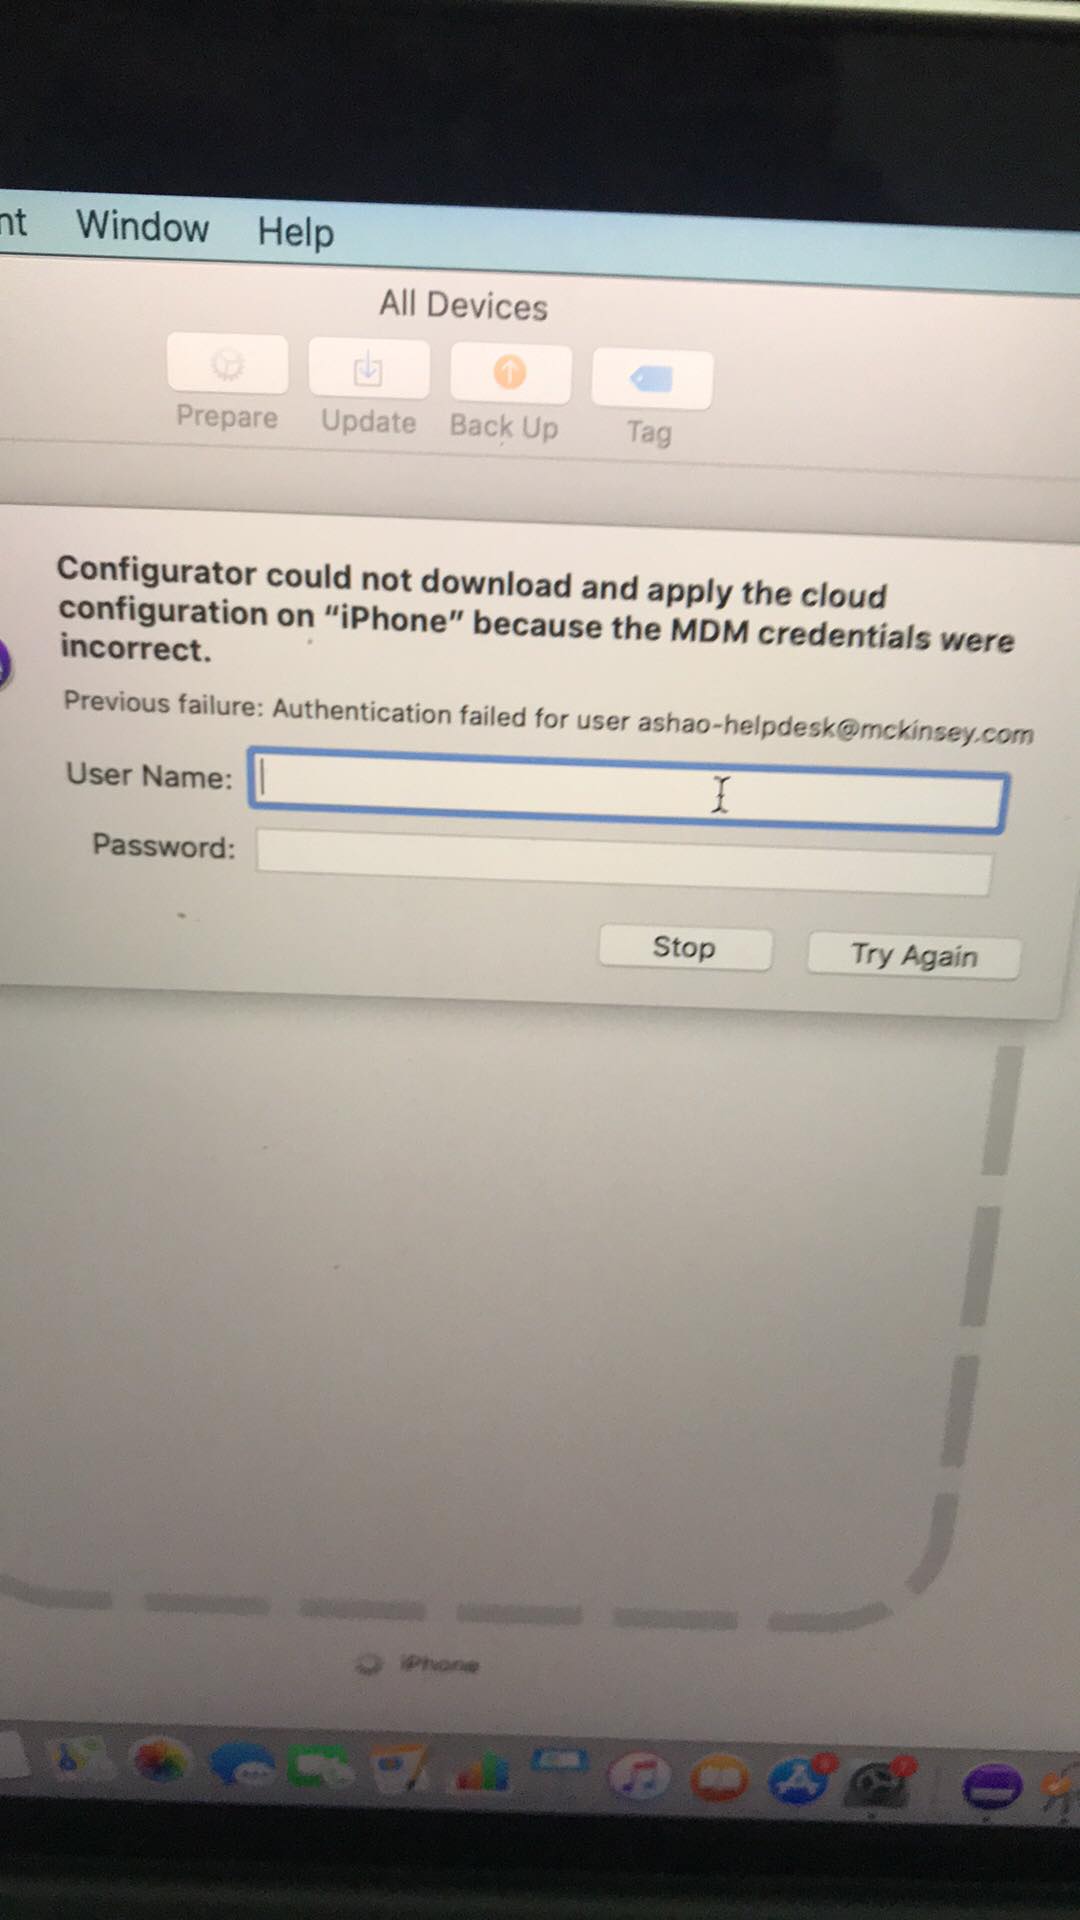 nt Window Help
All Devices
Prepare Update Back Up Tag
Configurator could not download and apply the cloud
configuration on "iPhone" because the MDM credentials were
incorrect.
Previous failure: Authentication failed for user ashao-helpdesk@mckinsey.com
User Name:
Password:
Stop Try Again
iPhone